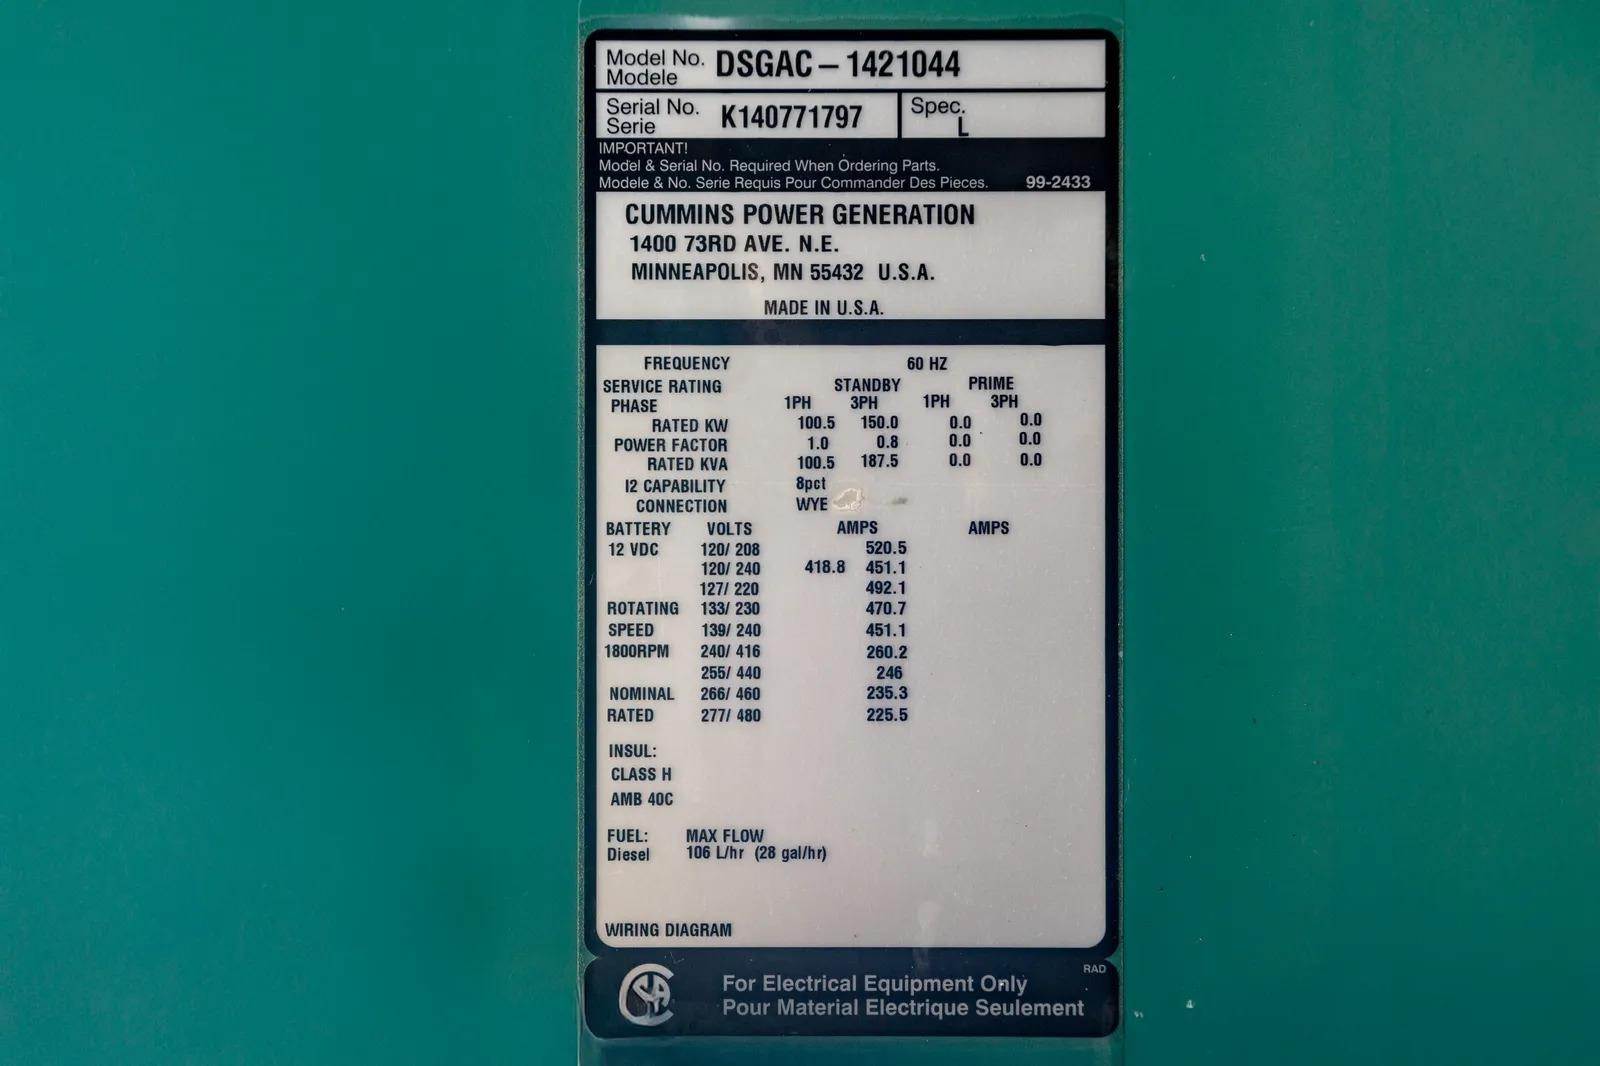 Model No. DSGAC – 1421044
Modele
Serial No. K140771797 Spec.
Serie L
IMPORTANT!
Model & Serial No. Required When Ordering Parts.
Modele & No. Serie Requis Pour Commander Des Pieces. 99-2433
CUMMINS POWER GENERATION
1400 73RD AVE. N.E.
MINNEAPOLIS, MN 55432 U.S.A.
MADE IN U.S.A.
FREQUENCY 60 HZ
SERVICE RATING STANDBY PRIME
PHASE 1PH 3PH 1PH 3PH
RATED KW 100.5 150.0 0.0 0.0
POWER FACTOR 1.0 0.8 0.0 0.0
RATED KVA 100.5 187.5 0.0 0.0
I2 CAPABILITY 8pct
CONNECTION WYE
BATTERY VOLTS AMPS AMPS
12 VDC 120/ 208 520.5
120/ 240 418.8 451.1
127/ 220 492.1
ROTATING 133/ 230 470.7
SPEED 139/ 240 451.1
1800RPM 240/ 416 260.2
255/ 440 246
NOMINAL 266/ 460 235.3
RATED 277/ 480 225.5
INSUL:
CLASS H
AMB 40C
FUEL: MAX FLOW
Diesel 106 L/hr (28 gal/hr)
WIRING DIAGRAM
RAD
CSA For Electrical Equipment Only
Pour Material Electrique Seulement